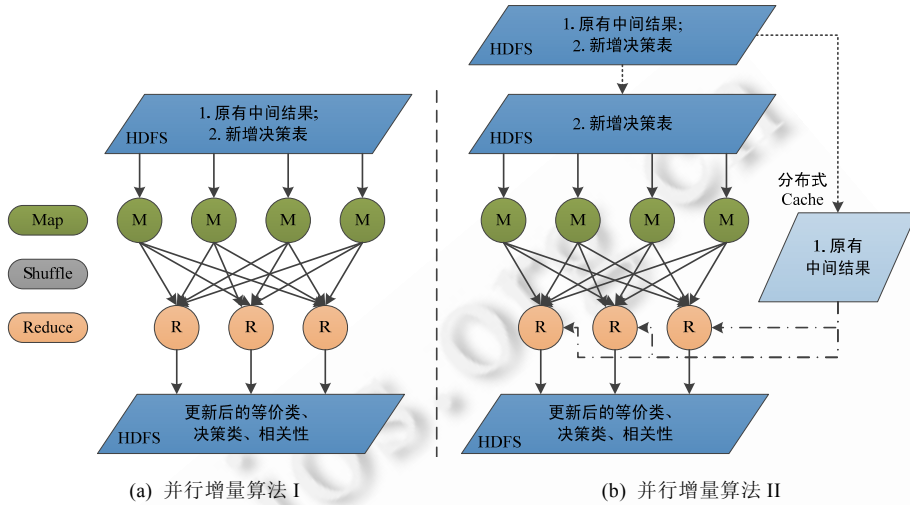 1. 原有中间结果;
2. 新增决策表
HDFS
M
M
M
M
Map
Shuffle
Reduce
R
R
R
更新后的等价类、
决策类、相关性
HDFS
(a) 并行增量算法 I
1. 原有中间结果;
2. 新增决策表
HDFS
2. 新增决策表
HDFS
分布式
Cache
M
M
M
M
1. 原有
中间结果
R
R
R
更新后的等价类、
决策类、相关性
HDFS
(b) 并行增量算法 II